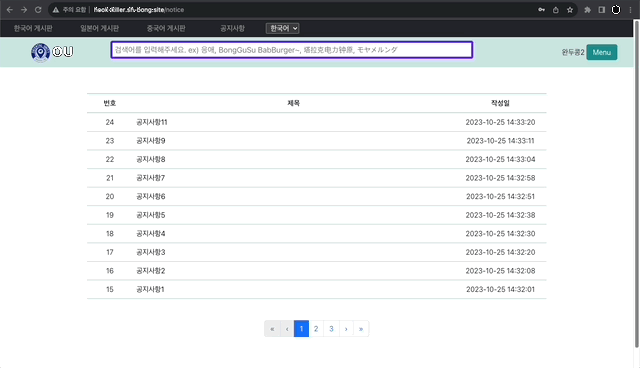 주의 요함 /notice
한국어 게시판 일본어 게시판 중국어 게시판 공지사항 한국어
OU 검색어를 입력해주세요. ex) 응애, BongGuSu BabBurger~, 塔拉克电力钟原, モヤメルンダ 완두콩2 Menu
번호 제목 작성일
24 공지사항11 2023-10-25 14:33:20
23 공지사항9 2023-10-25 14:33:11
22 공지사항8 2023-10-25 14:33:04
21 공지사항7 2023-10-25 14:32:58
20 공지사항6 2023-10-25 14:32:51
19 공지사항5 2023-10-25 14:32:38
18 공지사항4 2023-10-25 14:32:30
17 공지사항3 2023-10-25 14:32:20
16 공지사항2 2023-10-25 14:32:08
15 공지사항1 2023-10-25 14:32:01
« ‹ 1 2 3 › »